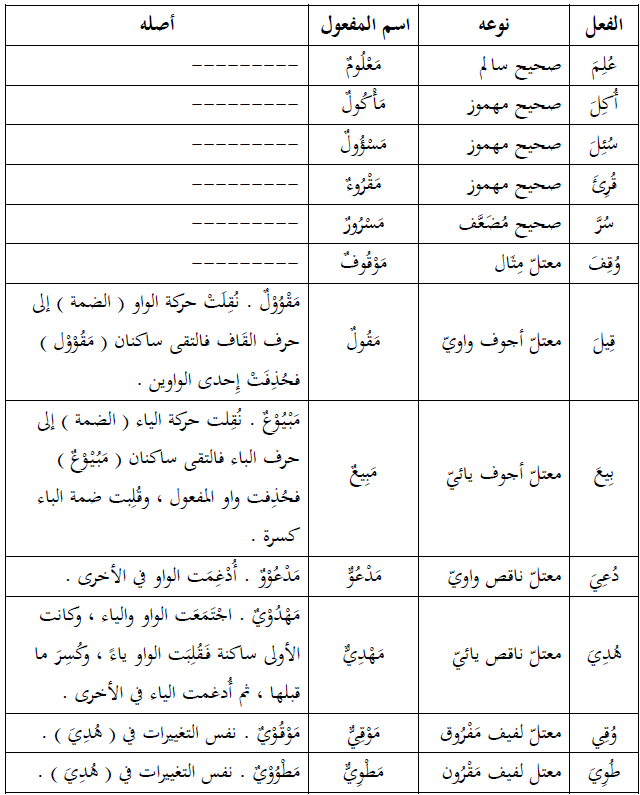 الفعل نوعه اسم المفعول أصله
عُلِمَ صحيح سالم مَعْلُومٌ ---------
أُكِلَ صحيح مهموز مَأْكُولٌ ---------
سُئِلَ صحيح مهموز مَسْؤُولٌ ---------
قُرِئَ صحيح مهموز مَقْرُوءٌ ---------
سُرَّ صحيح مُضَعَّف مَسْرُورٌ ---------
وُقِفَ معتلّ مِثَال مَوْقُوفٌ ---------
قِيلَ معتلّ أجوف واويّ مَقُولٌ مَقْوُوْلٌ . نُقِلَتْ حركة الواو ( الضمة ) إلى
حرف القَاف فالتقى ساكنان ( مَقُوْوْل )
فحُذِفَتْ إِحدى الواوين .
بِيعَ معتلّ أجوف يائيّ مَبِيعٌ مَبْيُوْعٌ . نُقِلت حركة الياء ( الضمة ) إلى
حرف الباء فالتقى ساكنان ( مَبُيْوْعٌ )
فحُذِفت واو المفعول ، وقُلِبت ضمة الباء
كسرة .
دُعِيَ معتلّ ناقص واويّ مَدْعُوٌّ مَدْعُوْوٌ . أُدْغِمَت الواو في الأخرى .
هُدِيَ معتلّ ناقص يائيّ مَهْدِيٌّ مَهْدُوْيٌ . اجْتَمَعَت الواو والياء ، وكانت
الأولى ساكنة فَقُلِبَت الواو ياءً ، وكُسِرَ ما
قبلها ، ثم أُدغمت الياء في الأخرى .
وُقِي معتلّ لفيف مَفْرُوق مَوْقِيٌّ مَوْقُوْيٌ . نفس التغييرات في ( هُدِيَ ) .
طُوِيَ معتل لفيف مَقْرُون مَطْوِيٌّ مَطْوُوْيٌ . نفس التغييرات في ( هُدِيَ ) .